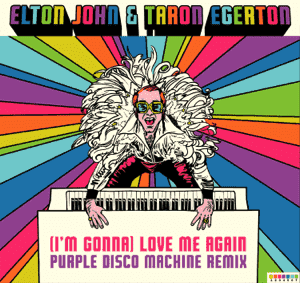 ELTON JOHN & TARON EGERTON
(I'M GONNA) LOVE ME AGAIN
PURPLE DISCO MACHINE REMIX